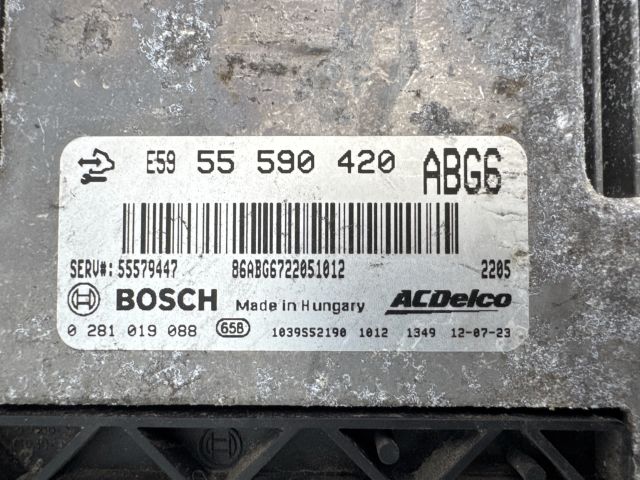 E59 55 590 420 ABG6
SERV#: 55579447 86ABG6722051012 2205
BOSCH Made in Hungary ACDelco
0 281 019 088 658 1039S52190 1012 1349 12-07-23